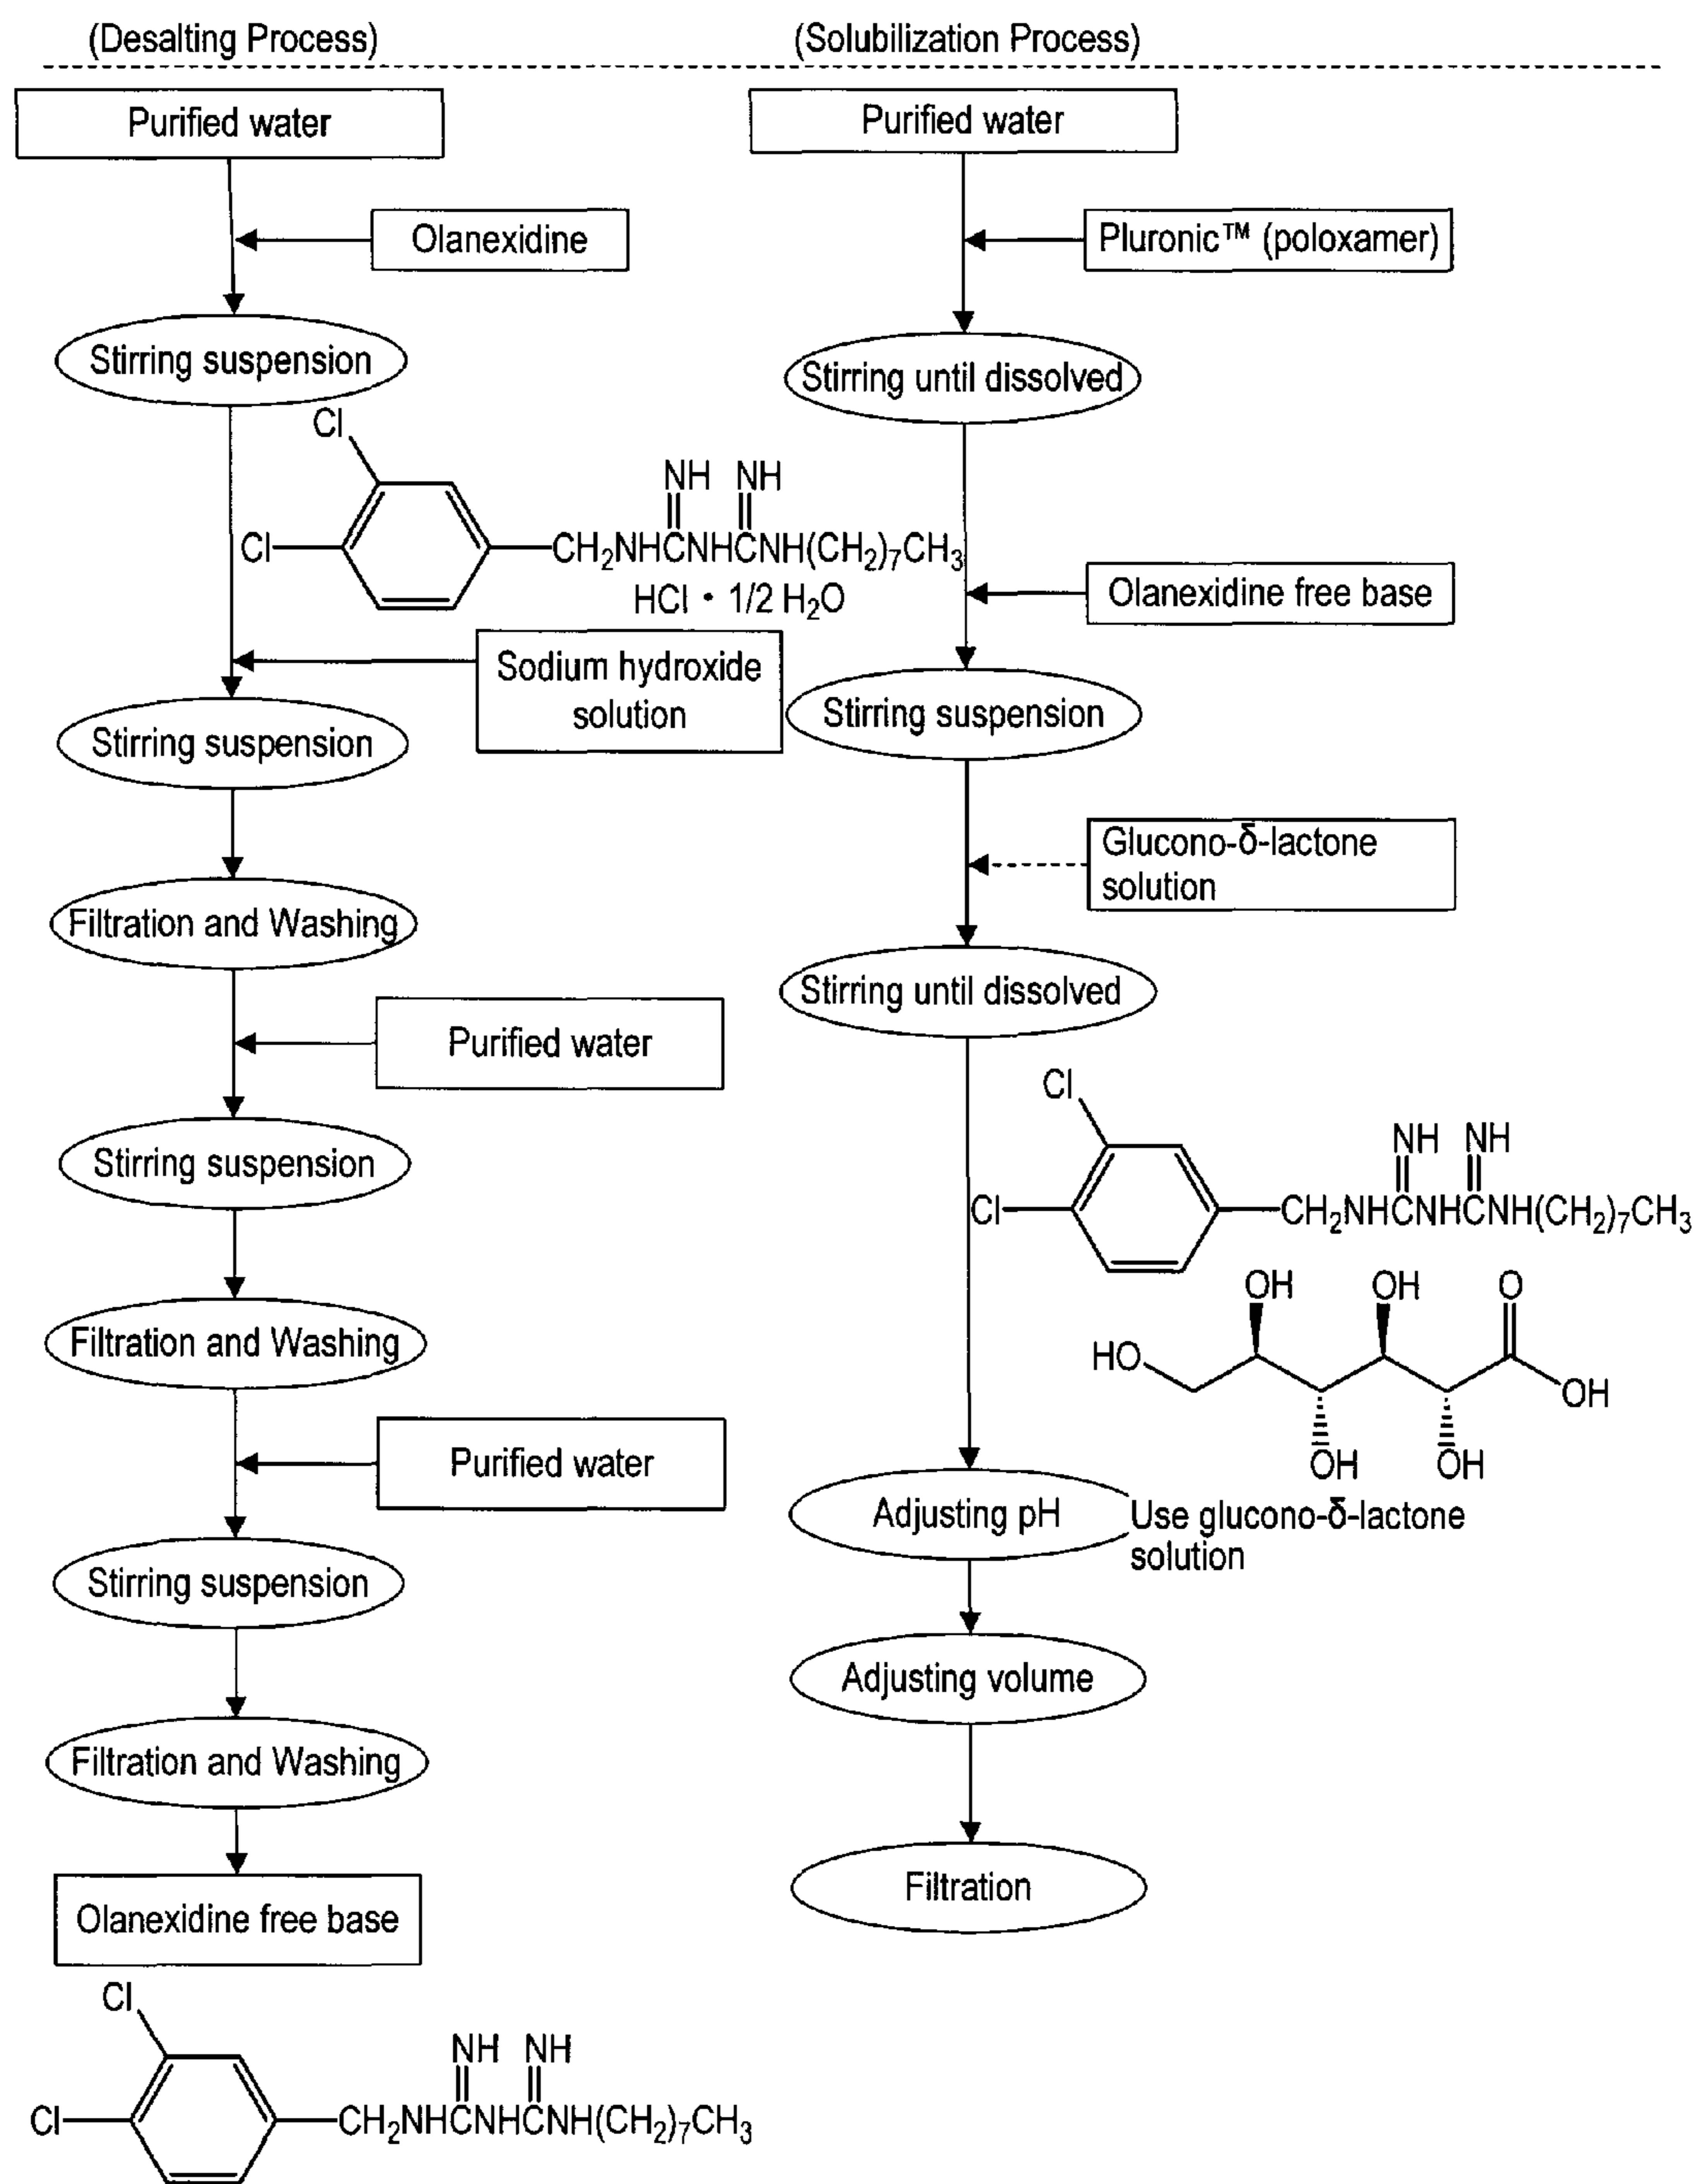 (Desalting Process)
Purified water
Olanexidine
Stirring suspension
Cl
Cl
NH NH
CH₂NHCNHCNH(CH₂)₇CH₃
HCl • 1/2 H₂O
Sodium hydroxide
solution
Stirring suspension
Filtration and Washing
Purified water
Stirring suspension
Filtration and Washing
Purified water
Stirring suspension
Filtration and Washing
Olanexidine free base
Cl
Cl
NH NH
CH₂NHCNHCNH(CH₂)₇CH₃
(Solubilization Process)
Purified water
Pluronic™ (poloxamer)
Stirring until dissolved
Olanexidine free base
Stirring suspension
Glucono-δ-lactone
solution
Stirring until dissolved
Cl
Cl
NH NH
CH₂NHCNHCNH(CH₂)₇CH₃
OH OH O
HO
OH
OH OH
Adjusting pH
Use glucono-δ-lactone
solution
Adjusting volume
Filtration